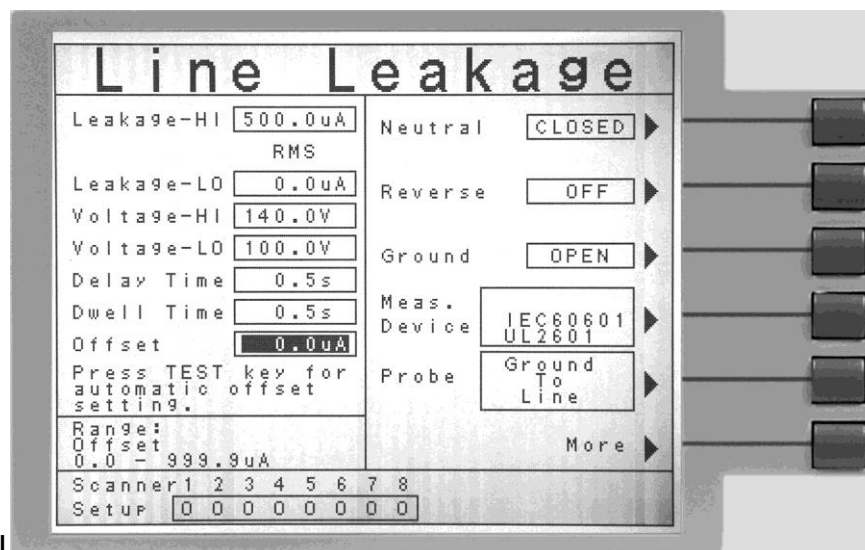 Line Leakage
Leakage-HI 500.0uA
RMS
Leakage-LO 0.0uA
Voltage-HI 140.0V
Voltage-LO 100.0V
Delay Time 0.5s
Dwell Time 0.5s
Offset 0.0uA
Press TEST key for
automatic offset
setting.
Range:
Offset
0.0 - 999.9uA
Neutral CLOSED
Reverse OFF
Ground OPEN
Meas.
Device IEC60601
UL2601
Probe Ground
To
Line
More
Scanner 1 2 3 4 5 6 7 8
Setup 0 0 0 0 0 0 0 0